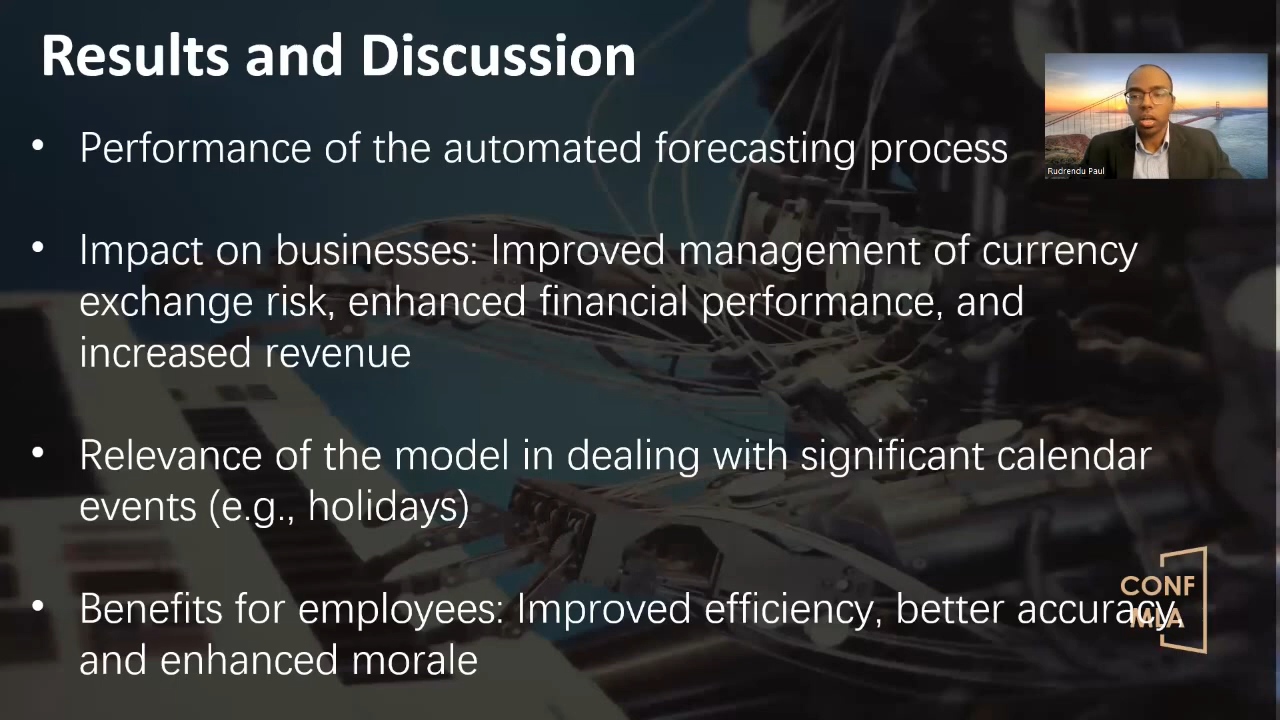 Results and Discussion
• Performance of the automated forecasting process
Rudrendu Paul
• Impact on businesses: Improved management of currency
exchange risk, enhanced financial performance, and
increased revenue
• Relevance of the model in dealing with significant calendar
events (e.g., holidays)
• Benefits for employees: Improved efficiency, better accuracy,
and enhanced morale
CONF
MLA